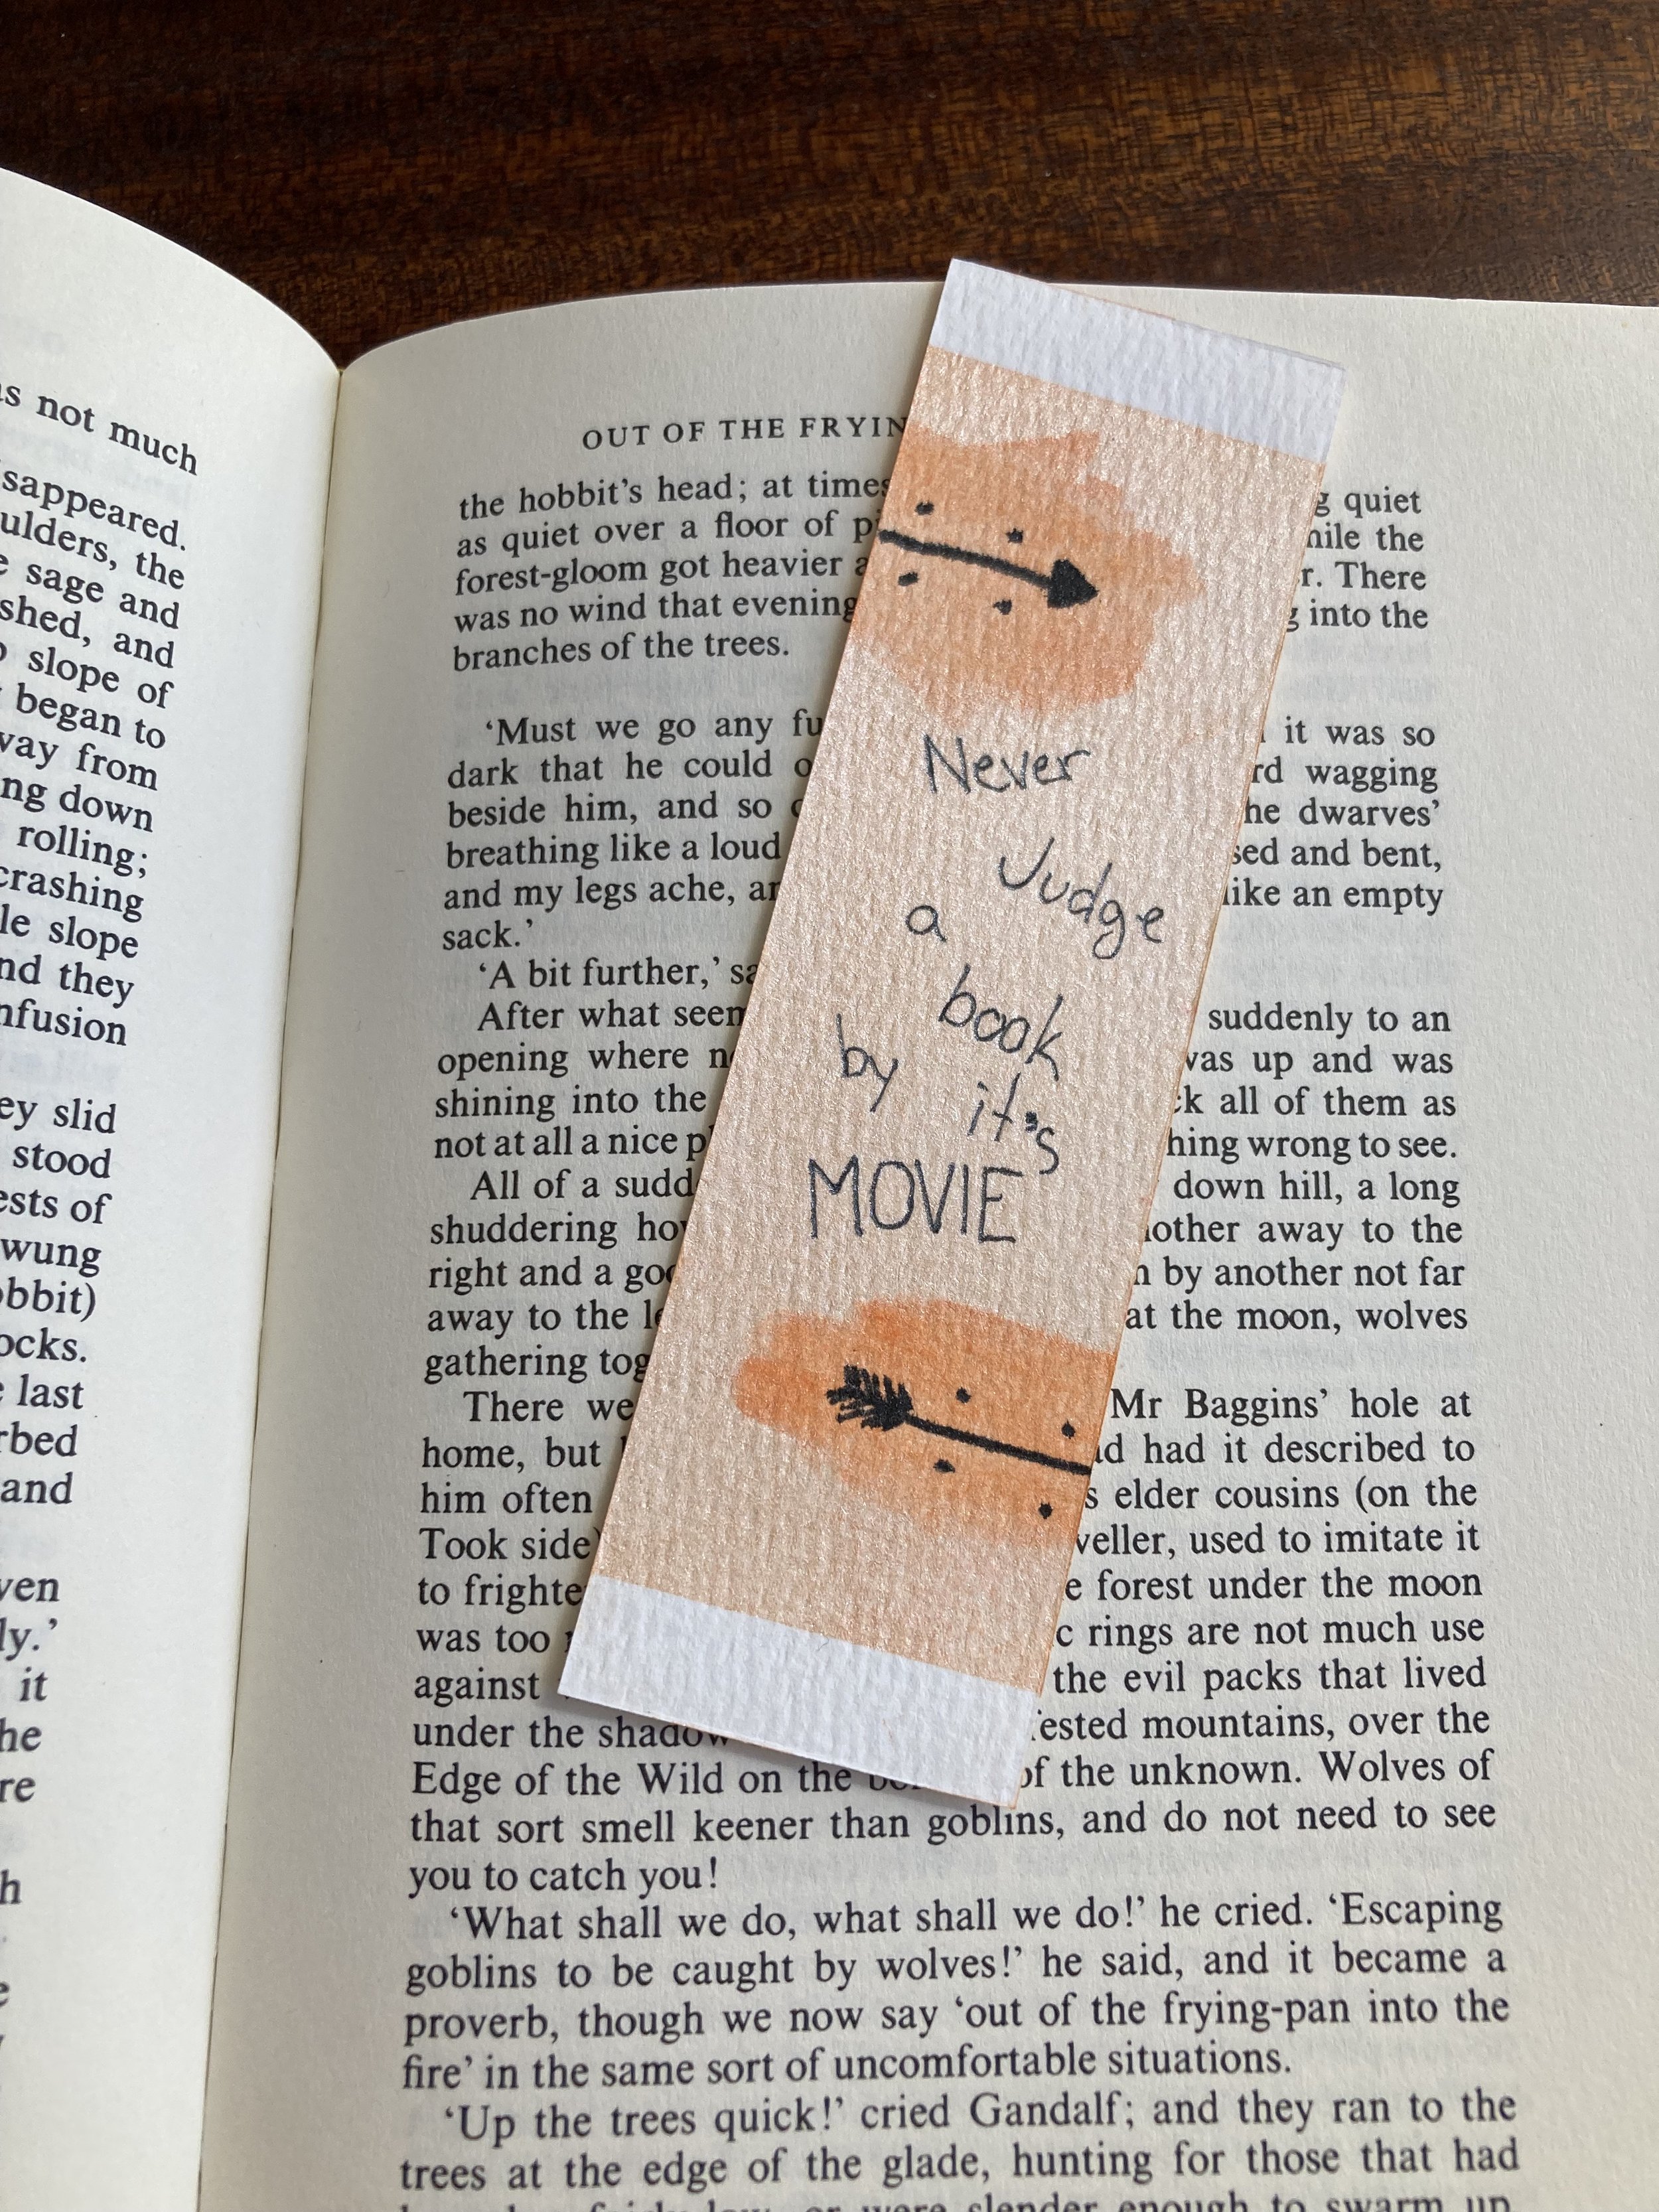 s not much
sappeared.
ulders, the
sage and
shed, and
slope of
began to
way from
ng down
rolling;
crashing
le slope
nd they
nfusion
ey slid
stood
ests of
wung
obbit)
ocks.
last
rbed
and
ven
ly.'
it
he
re
h
OUT OF THE FRYIN
the hobbit's head; at times g quiet
as quiet over a floor of pi hile the
forest-gloom got heavier a r. There
was no wind that evening g into the
branches of the trees.
'Must we go any fu it was so
dark that he could o rd wagging
beside him, and so he dwarves'
breathing like a loud sed and bent,
and my legs ache, an like an empty
sack.'
'A bit further,' sa
After what seem suddenly to an
opening where n was up and was
shining into the ck all of them as
not at all a nice pl hing wrong to see.
All of a sudd down hill, a long
shuddering how nother away to the
right and a goo n by another not far
away to the le at the moon, wolves
gathering tog
There we Mr Baggins' hole at
home, but nd had it described to
him often s elder cousins (on the
Took side) veller, used to imitate it
to frighte e forest under the moon
was too c rings are not much use
against the evil packs that lived
under the shadow ested mountains, over the
Edge of the Wild on the of the unknown. Wolves of
that sort smell keener than goblins, and do not need to see
you to catch you!
'What shall we do, what shall we do!' he cried. 'Escaping
goblins to be caught by wolves!' he said, and it became a
proverb, though we now say 'out of the frying-pan into the
fire' in the same sort of uncomfortable situations.
'Up the trees quick!' cried Gandalf; and they ran to the
trees at the edge of the glade, hunting for those that had
Never
Judge
a
book
by it's
MOVIE